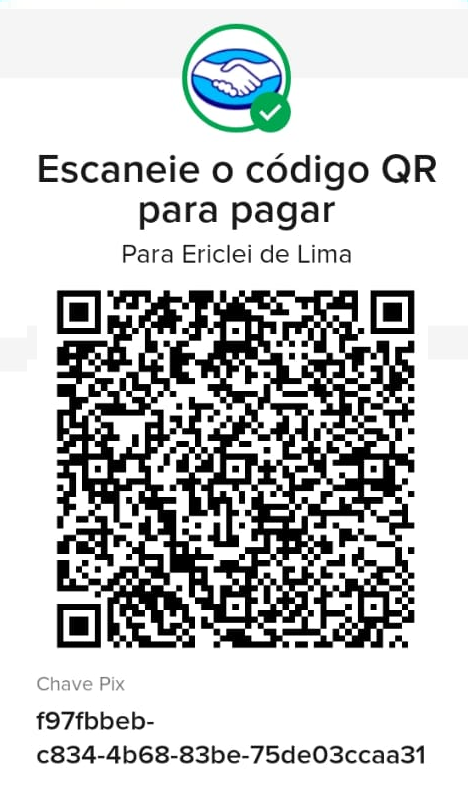 Escaneie o código QR
para pagar
Para Ericlei de Lima
Chave Pix
f97fbbeb-
c834-4b68-83be-75de03ccaa31